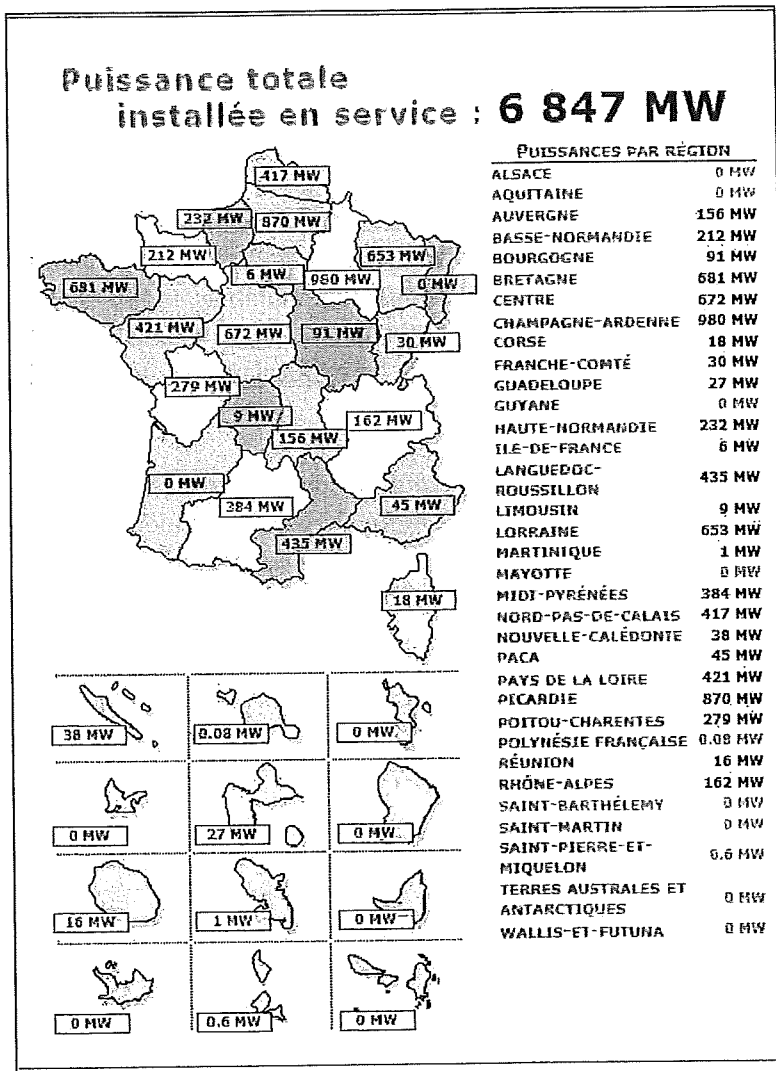 Puissance totale
installée en service : 6 847 MW
PUISSANCES PAR RÉGION
ALSACE 0 MW
AQUITAINE 0 MW
AUVERGNE 156 MW
BASSE-NORMANDIE 212 MW
BOURGOGNE 91 MW
BRETAGNE 681 MW
CENTRE 672 MW
CHAMPAGNE-ARDENNE 980 MW
CORSE 18 MW
FRANCHE-COMTÉ 30 MW
GUADELOUPE 27 MW
GUYANE 0 MW
HAUTE-NORMANDIE 232 MW
ILE-DE-FRANCE 6 MW
LANGUEDOC-
ROUSSILLON 435 MW
LIMOUSIN 9 MW
LORRAINE 653 MW
MARTINIQUE 1 MW
MAYOTTE 0 MW
MIDI-PYRÉNÉES 384 MW
NORD-PAS-DE-CALAIS 417 MW
NOUVELLE-CALÉDONIE 38 MW
PACA 45 MW
PAYS DE LA LOIRE 421 MW
PICARDIE 870 MW
POITOU-CHARENTES 279 MW
POLYNÉSIE FRANÇAISE 0.08 MW
RÉUNION 16 MW
RHÔNE-ALPES 162 MW
SAINT-BARTHÉLEMY 0 MW
SAINT-MARTIN 0 MW
SAINT-PIERRE-ET-
MIQUELON 0.6 MW
TERRES AUSTRALES ET
ANTARCTIQUES 0 MW
WALLIS-ET-FUTUNA 0 MW
417 MW
232 MW
870 MW
212 MW
653 MW
6 MW
980 MW
0 MW
681 MW
421 MW
672 MW
91 MW
30 MW
279 MW
9 MW
162 MW
156 MW
0 MW
384 MW
45 MW
435 MW
18 MW
38 MW
0.08 MW
0 MW
0 MW
27 MW
0 MW
16 MW
1 MW
0 MW
0 MW
0.6 MW
0 MW